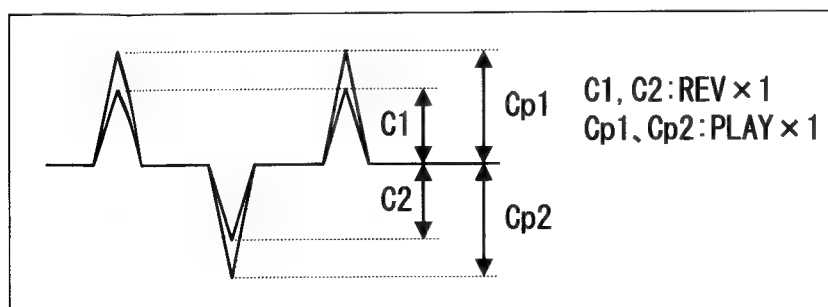 C1
Cp1
C2
Cp2
C1, C2:REV×1
Cp1、Cp2:PLAY×1